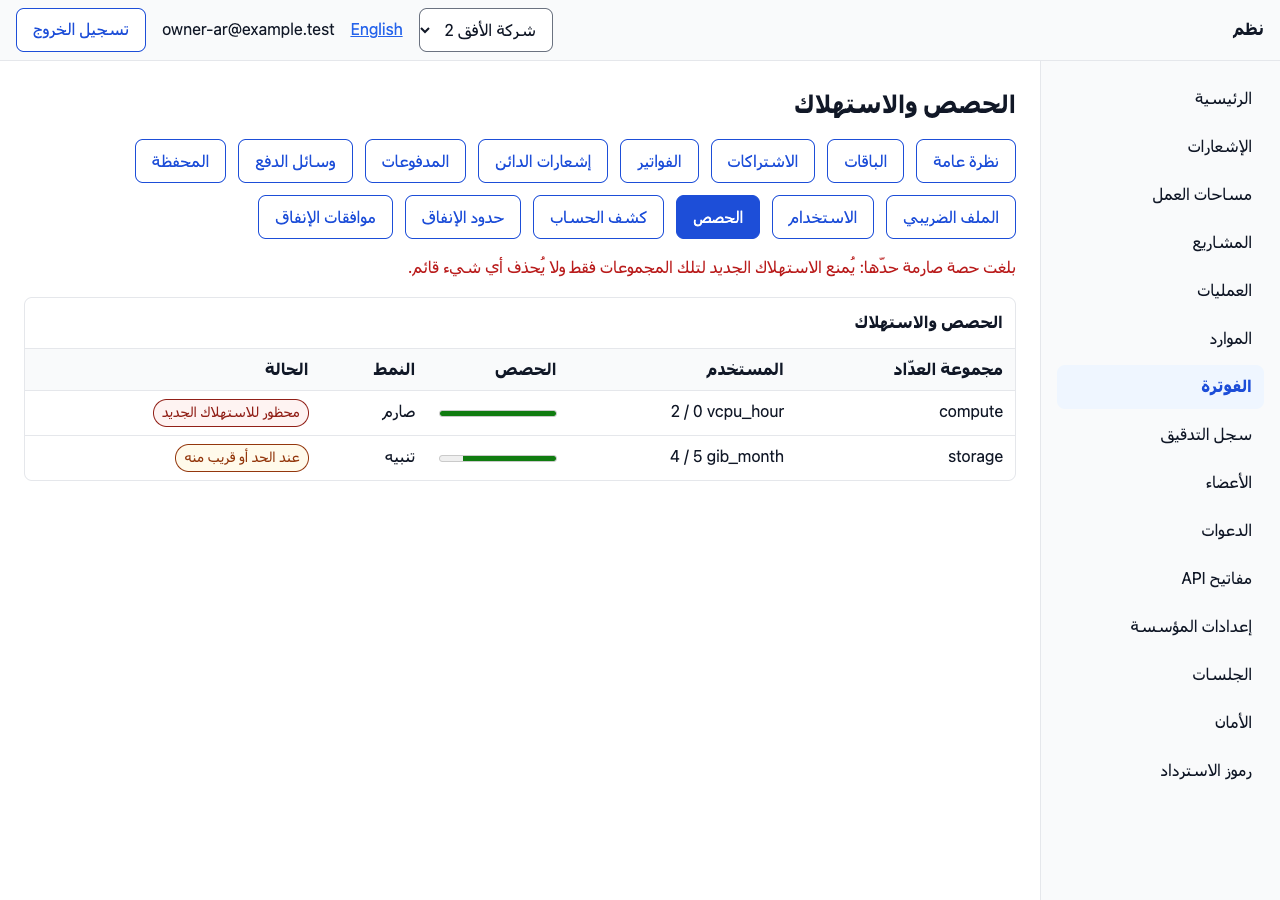 نظم
شركة الأفق 2
English
owner-ar@example.test
تسجيل الخروج
الرئيسية
الإشعارات
مساحات العمل
المشاريع
العمليات
الموارد
الفوترة
سجل التدقيق
الأعضاء
الدعوات
مفاتيح API
إعدادات المؤسسة
الجلسات
الأمان
رموز الاسترداد
الحصص والاستهلاك
نظرة عامة الباقات الاشتراكات الفواتير إشعارات الدائن المدفوعات وسائل الدفع المحفظة
الملف الضريبي الاستخدام الحصص كشف الحساب حدود الإنفاق موافقات الإنفاق
بلغت حصة صارمة حدّها: يُمنع الاستهلاك الجديد لتلك المجموعات فقط ولا يُحذف أي شيء قائم.
الحصص والاستهلاك
مجموعة العدّاد المستخدم الحصص النمط الحالة
compute 2 / 0 vcpu_hour صارم محظور للاستهلاك الجديد
storage 4 / 5 gib_month تنبيه عند الحد أو قريب منه